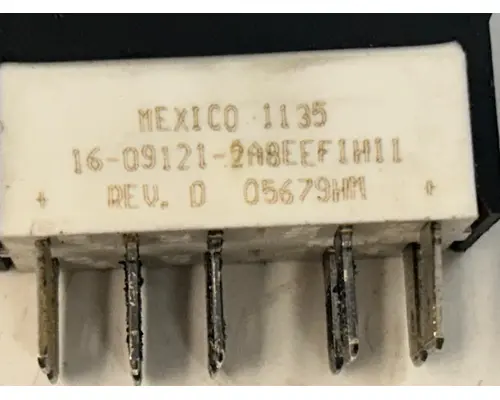 MEXICO 1135
16-09121-2A8EEF1H11
REV. D 05679HM